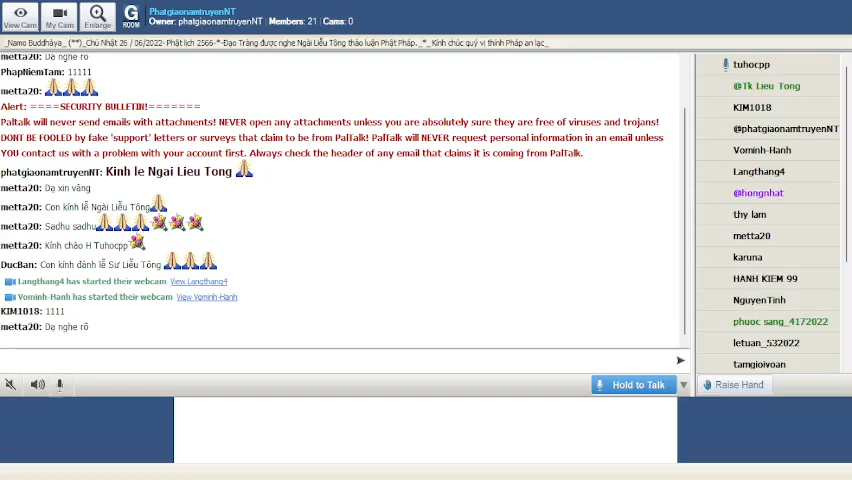 View Cam
My Cam
Enlarge
G
ROOM
PhatgiaonamtruyenNT
Owner: phatgiaonamtruyenNT | Members: 21 | Cams: 0
_Namo Buddhàya_ (**)_Chủ Nhật 26 / 06/2022- Phật lịch 2566-*-Đạo Tràng được nghe Ngài Liễu Tông thảo luận Phật Pháp. _*_ Kính chúc quý vị thính Pháp an lạc_
metta20: Dạ nghe rõ
PhapNiemTam: 11111
metta20:
Alert: ====SECURITY BULLETIN!=======
Paltalk will never send emails with attachments! NEVER open any attachments unless you are absolutely sure they are free of viruses and trojans!
DONT BE FOOLED by fake 'support' letters or surveys that claim to be from PalTalk! PalTalk will NEVER request personal information in an email unless
YOU contact us with a problem with your account first. Always check the header of any email that claims it is coming from PalTalk.
phatgiaonamtruyenNT: Kinh le Ngai Lieu Tong
metta20: Dạ xin vâng
metta20: Con kính lễ Ngài Liễu Tông
metta20: Sadhu sadhu
metta20: Kính chào H Tuhocpp
DucBan: Con kính đảnh lễ Sư Liễu Tông
Langthang4 has started their webcam View Langthang4
Vominh-Hanh has started their webcam View Vominh-Hanh
KIM1018: 1111
metta20: Dạ nghe rõ
Hold to Talk
tuhocpp
@Tk Lieu Tong
KIM1018
@phatgiaonamtruyenNT
Vominh-Hanh
Langthang4
@hongnhat
thy lam
metta20
karuna
HANH KIEM 99
NguyenTinh
phuoc sang_4172022
letuan_532022
tamgioivoan
Raise Hand